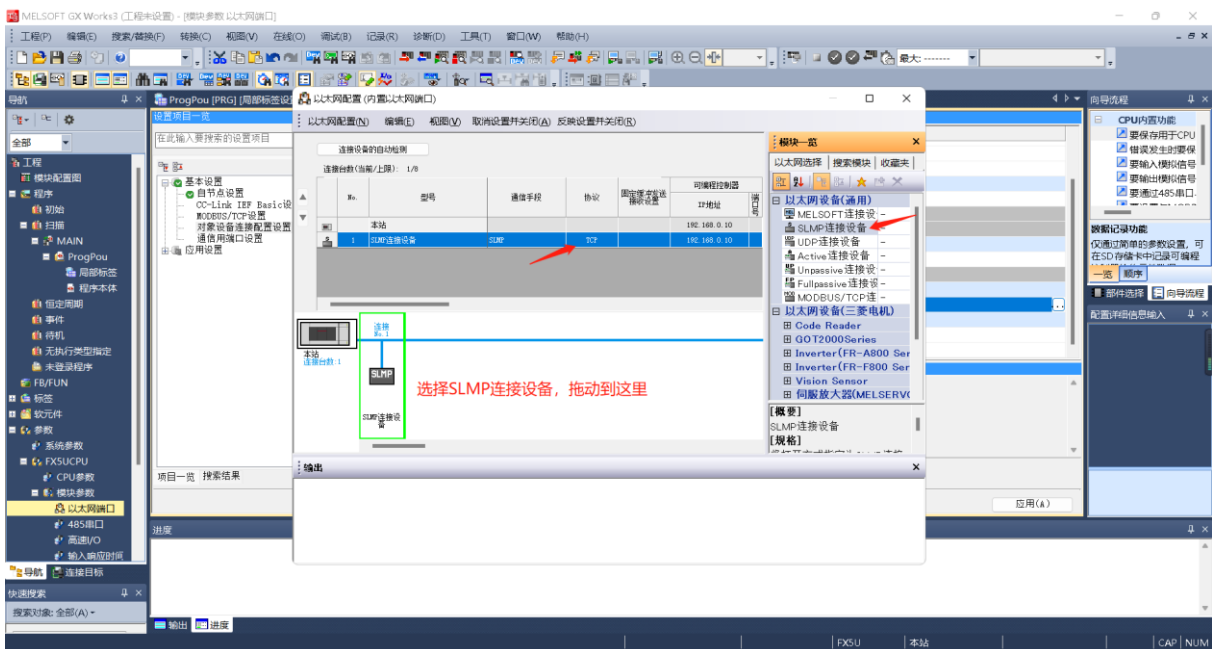 MELSOFT GX Works3 (工程未设置) - [模块参数 以太网端口]
工程(P) 编辑(E) 搜索/替换(F) 转换(C) 视图(V) 在线(O) 调试(B) 记录(R) 诊断(D) 工具(T) 窗口(W) 帮助(H)
最大:
导航
全部
工程
模块配置图
程序
初始
扫描
MAIN
ProgPou
局部标签
程序本体
恒定周期
事件
待机
无执行类型指定
未登录程序
FB/FUN
标签
软元件
参数
系统参数
FX5UCPU
CPU参数
模块参数
以太网端口
485串口
高速I/O
输入响应时间
导航 连接目标
快速搜索
搜索对象: 全部(A)
ProgPou [PRG] [局部标签设
设置项目一览
在此输入要搜索的设置项目
基本设置
自节点设置
CC-Link IEF Basic设
MODBUS/TCP设置
对象设备连接配置设置
通信用端口设置
应用设置
项目一览 搜索结果
以太网配置 (内置以太网端口)
以太网配置(N) 编辑(E) 视图(V) 取消设置并关闭(A) 反映设置并关闭(R)
连接设备的自动检测
连接台数(当前/上限): 1/8
No. 型号 通信手段 协议 固定缓冲发送接收设置 可编程控制器
IP地址 端口号
本站 192.168.0.10
1 SLMP连接设备 SLMP TCP 192.168.0.10
连接
No.1
本站
连接台数:1
SLMP
SLMP连接设
备
选择SLMP连接设备，拖动到这里
输出
模块一览
以太网选择 搜索模块 收藏夹
以太网设备(通用)
MELSOFT连接设 -
SLMP连接设备 -
UDP连接设备 -
Active连接设备 -
Unpassive连接设 -
Fullpassive连接设 -
MODBUS/TCP连 -
以太网设备(三菱电机)
Code Reader
GOT2000Series
Inverter(FR-A800 Ser
Inverter(FR-F800 Ser
Vision Sensor
伺服放大器(MELSERVO
[概要]
SLMP连接设备
[规格]
应用(A)
进度
输出 进度
向导流程
CPU内置功能
要保存用于CPU
错误发生时要保
要输入模拟信号
要输出模拟信号
要通过485串口.
数据记录功能
仅通过简单的参数设置，可
在SD存储卡中记录可编程
一览 顺序
部件选择 向导流程
配置详细信息输入
FX5U 本站 CAP NUM